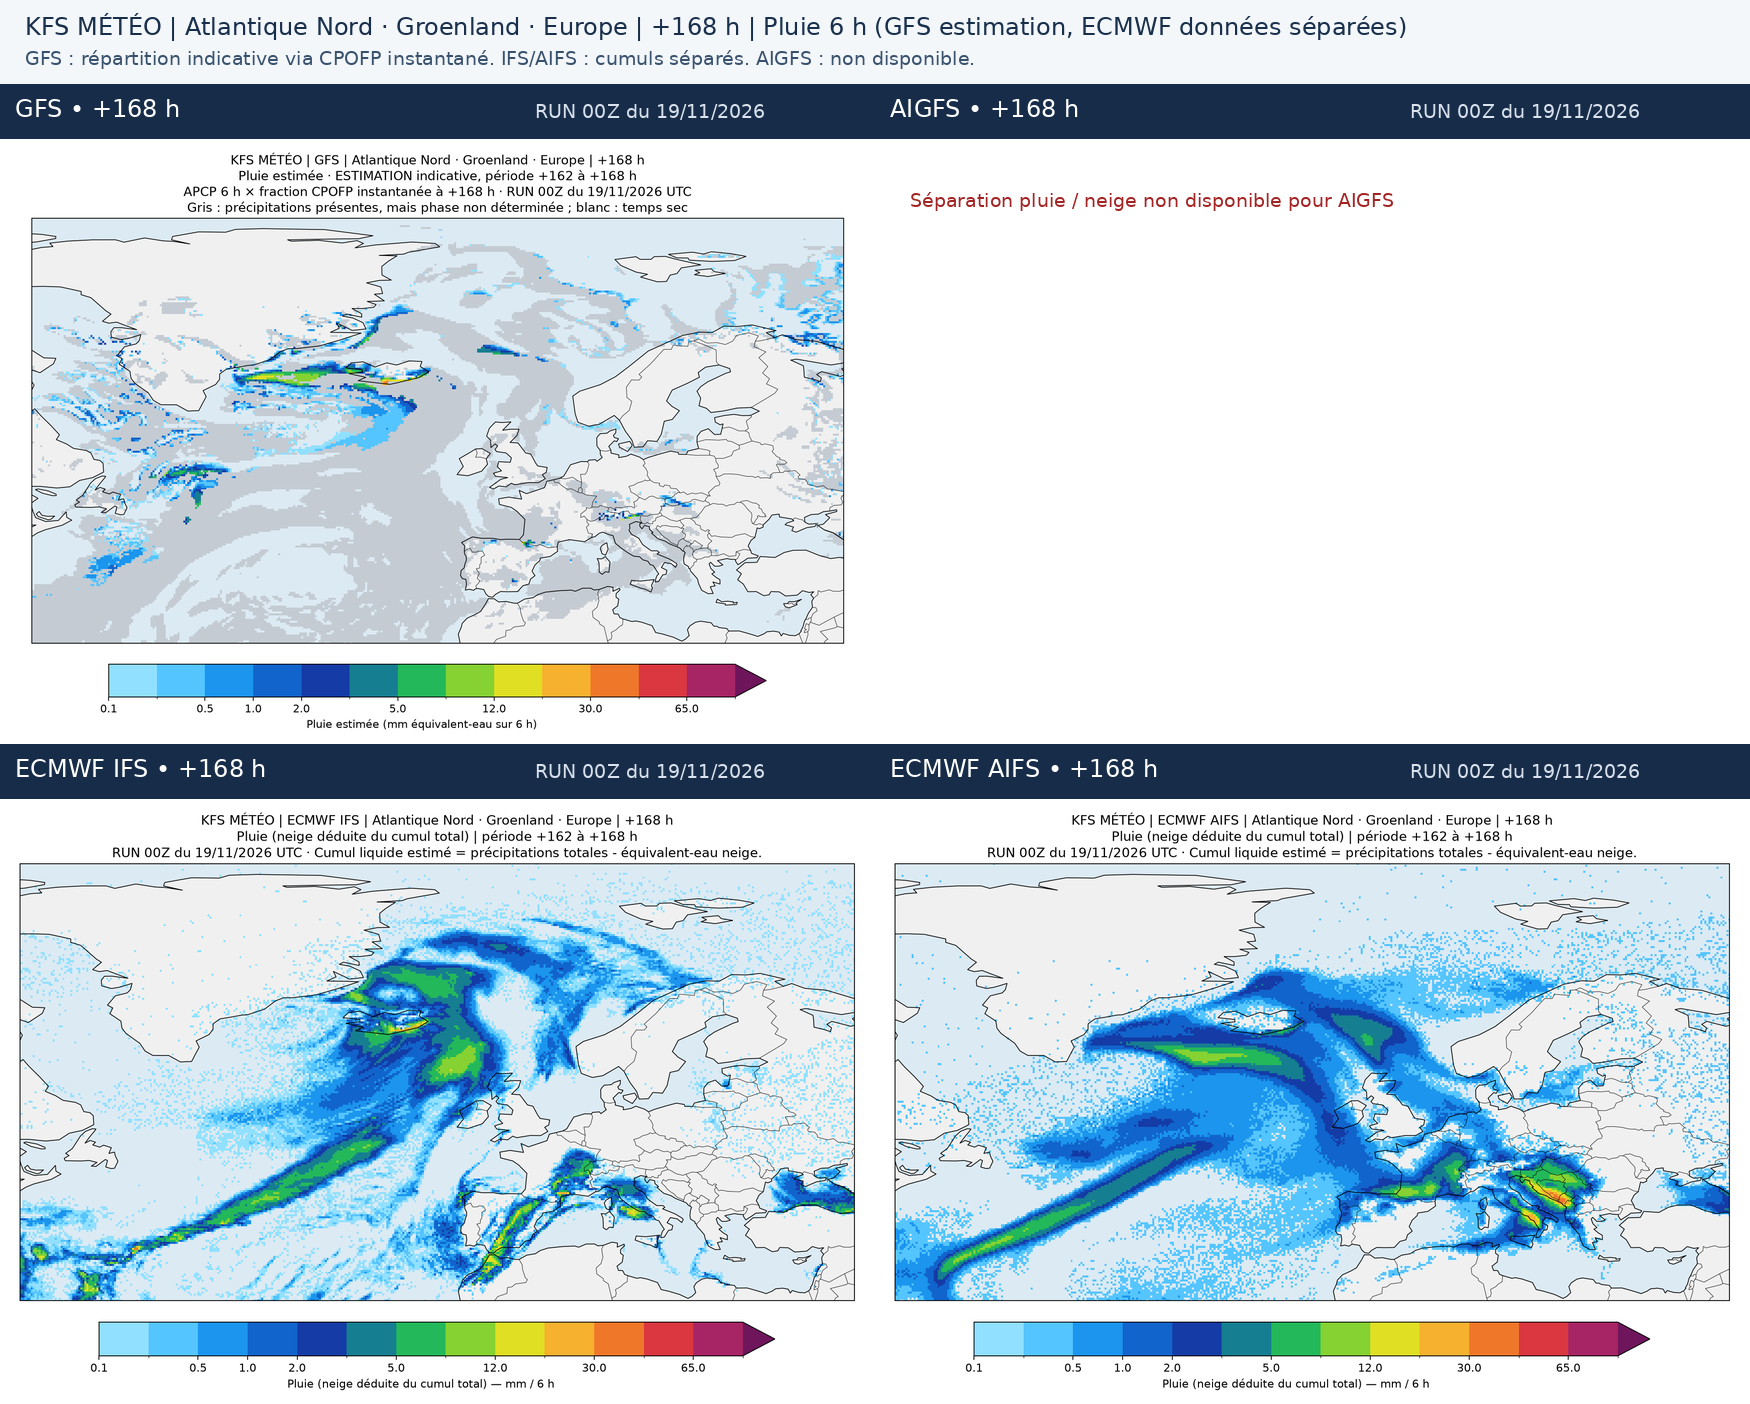 KFS MÉTÉO | Atlantique Nord · Groenland · Europe | +168 h | Pluie 6 h (GFS estimation, ECMWF données séparées)
GFS : répartition indicative via CPOFP instantané. IFS/AIFS : cumuls séparés. AIGFS : non disponible.
GFS • +168 h
RUN 00Z du 19/11/2026
AIGFS • +168 h
RUN 00Z du 19/11/2026
KFS MÉTÉO | GFS | Atlantique Nord · Groenland · Europe | +168 h
Pluie estimée · ESTIMATION indicative, période +162 à +168 h
APCP 6 h × fraction CPOFP instantanée à +168 h · RUN 00Z du 19/11/2026 UTC
Gris : précipitations présentes, mais phase non déterminée ; blanc : temps sec
Séparation pluie / neige non disponible pour AIGFS
0.1 0.5 1.0 2.0 5.0 12.0 30.0 65.0
Pluie estimée (mm équivalent-eau sur 6 h)
ECMWF IFS • +168 h
RUN 00Z du 19/11/2026
ECMWF AIFS • +168 h
RUN 00Z du 19/11/2026
KFS MÉTÉO | ECMWF IFS | Atlantique Nord · Groenland · Europe | +168 h
Pluie (neige déduite du cumul total) | période +162 à +168 h
RUN 00Z du 19/11/2026 UTC · Cumul liquide estimé = précipitations totales - équivalent-eau neige.
KFS MÉTÉO | ECMWF AIFS | Atlantique Nord · Groenland · Europe | +168 h
Pluie (neige déduite du cumul total) | période +162 à +168 h
RUN 00Z du 19/11/2026 UTC · Cumul liquide estimé = précipitations totales - équivalent-eau neige.
0.1 0.5 1.0 2.0 5.0 12.0 30.0 65.0
Pluie (neige déduite du cumul total) — mm / 6 h
0.1 0.5 1.0 2.0 5.0 12.0 30.0 65.0
Pluie (neige déduite du cumul total) — mm / 6 h